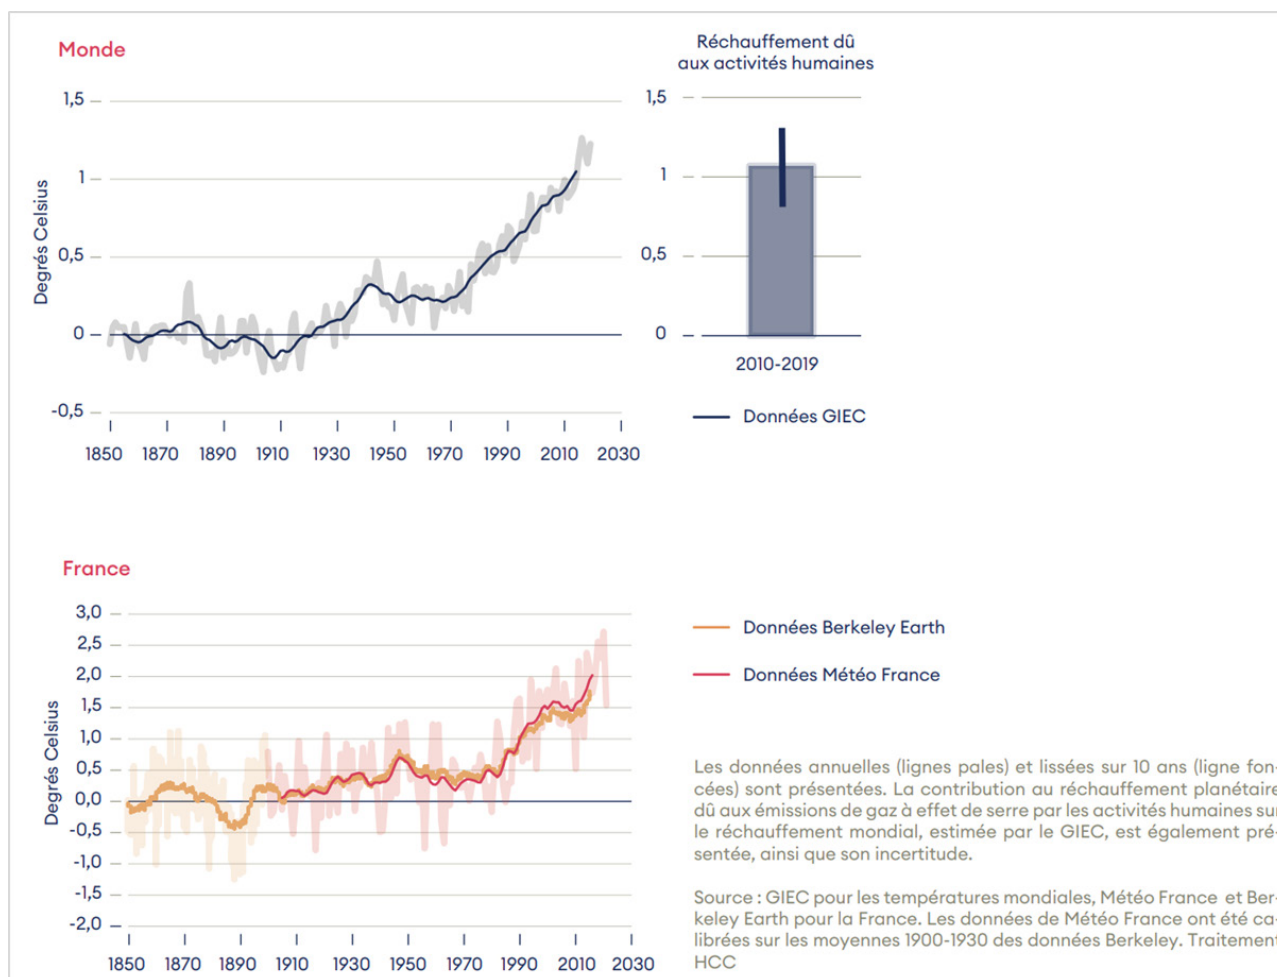 Monde
Réchauffement dû
aux activités humaines
Degrés Celsius
1,5
1
0,5
0
-0,5
1850 1870 1890 1910 1930 1950 1970 1990 2010 2030
1,5
1
0,5
0
2010-2019
Données GIEC
France
Degrés Celsius
3,0
2,5
2,0
1,5
1,0
0,5
0,0
-0,5
-1,0
-1,5
-2,0
1850 1870 1890 1910 1930 1950 1970 1990 2010 2030
Données Berkeley Earth
Données Météo France
Les données annuelles (lignes pales) et lissées sur 10 ans (ligne fon-
cées) sont présentées. La contribution au réchauffement planétaire
dû aux émissions de gaz à effet de serre par les activités humaines sur
le réchauffement mondial, estimée par le GIEC, est également pré-
sentée, ainsi que son incertitude.
Source : GIEC pour les températures mondiales, Météo France et Ber-
keley Earth pour la France. Les données de Météo France ont été ca-
librées sur les moyennes 1900-1930 des données Berkeley. Traitement
HCC